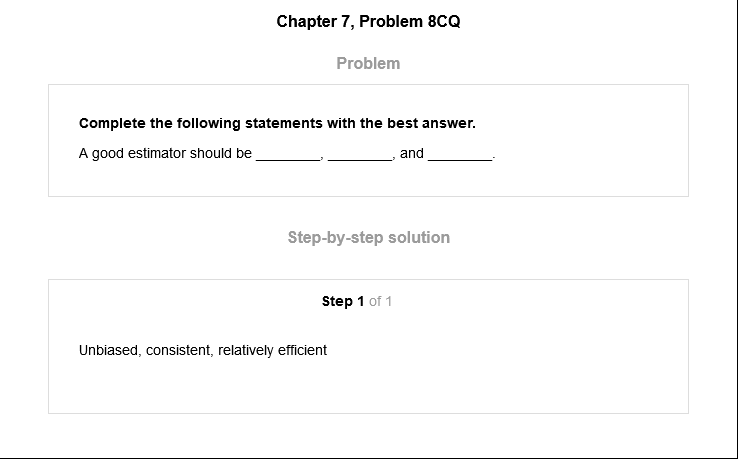 Chapter 7, Problem 8CQ
Problem
Complete the following statements with the best answer.
A good estimator should be ________, ________, and ________.
Step-by-step solution
Step 1 of 1
Unbiased, consistent, relatively efficient